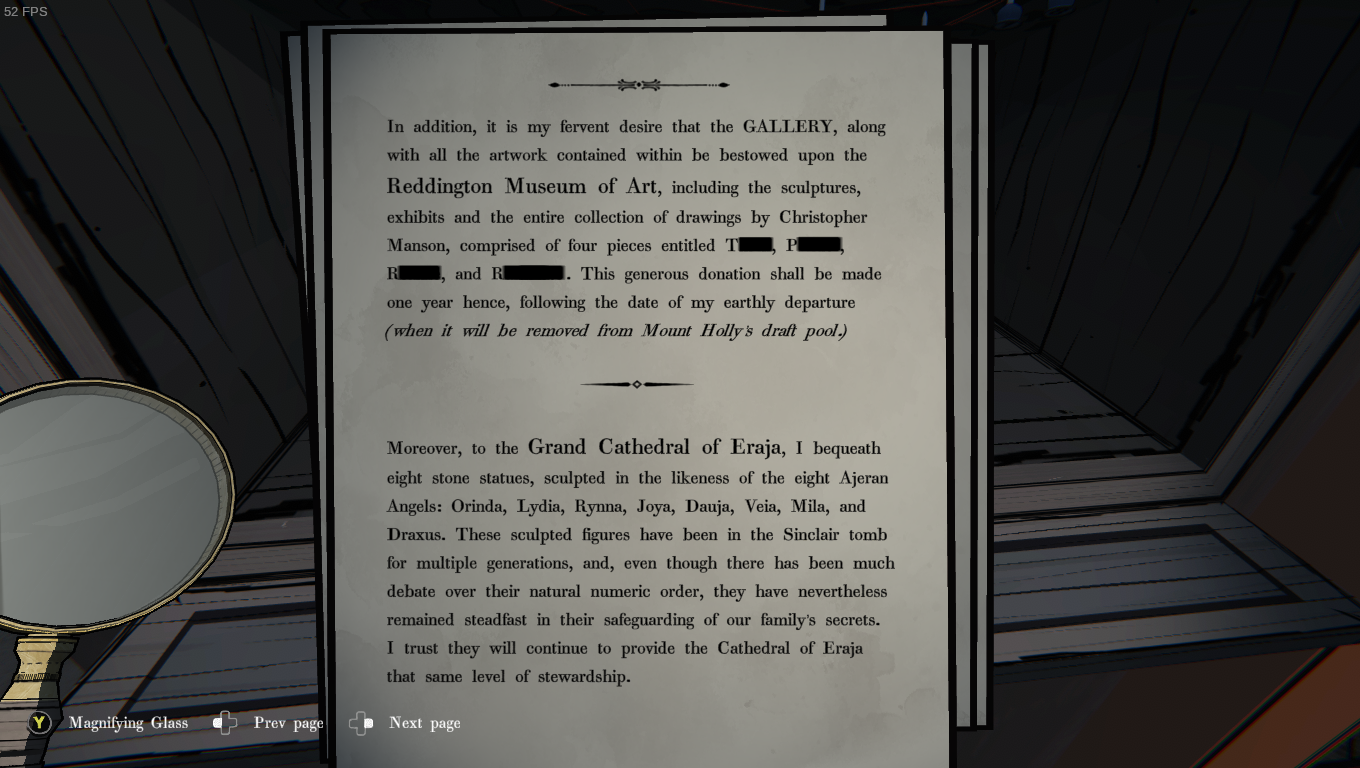 52 FPS
In addition, it is my fervent desire that the GALLERY, along
with all the artwork contained within be bestowed upon the
Reddington Museum of Art, including the sculptures,
exhibits and the entire collection of drawings by Christopher
Manson, comprised of four pieces entitled T, P,
R, and R. This generous donation shall be made
one year hence, following the date of my earthly departure
(when it will be removed from Mount Holly's draft pool.)
Moreover, to the Grand Cathedral of Eraja, I bequeath
eight stone statues, sculpted in the likeness of the eight Ajeran
Angels: Orinda, Lydia, Rynna, Joya, Dauja, Veia, Mila, and
Draxus. These sculpted figures have been in the Sinclair tomb
for multiple generations, and, even though there has been much
debate over their natural numeric order, they have nevertheless
remained steadfast in their safeguarding of our family's secrets.
I trust they will continue to provide the Cathedral of Eraja
that same level of stewardship.
Y Magnifying Glass Prev page Next page